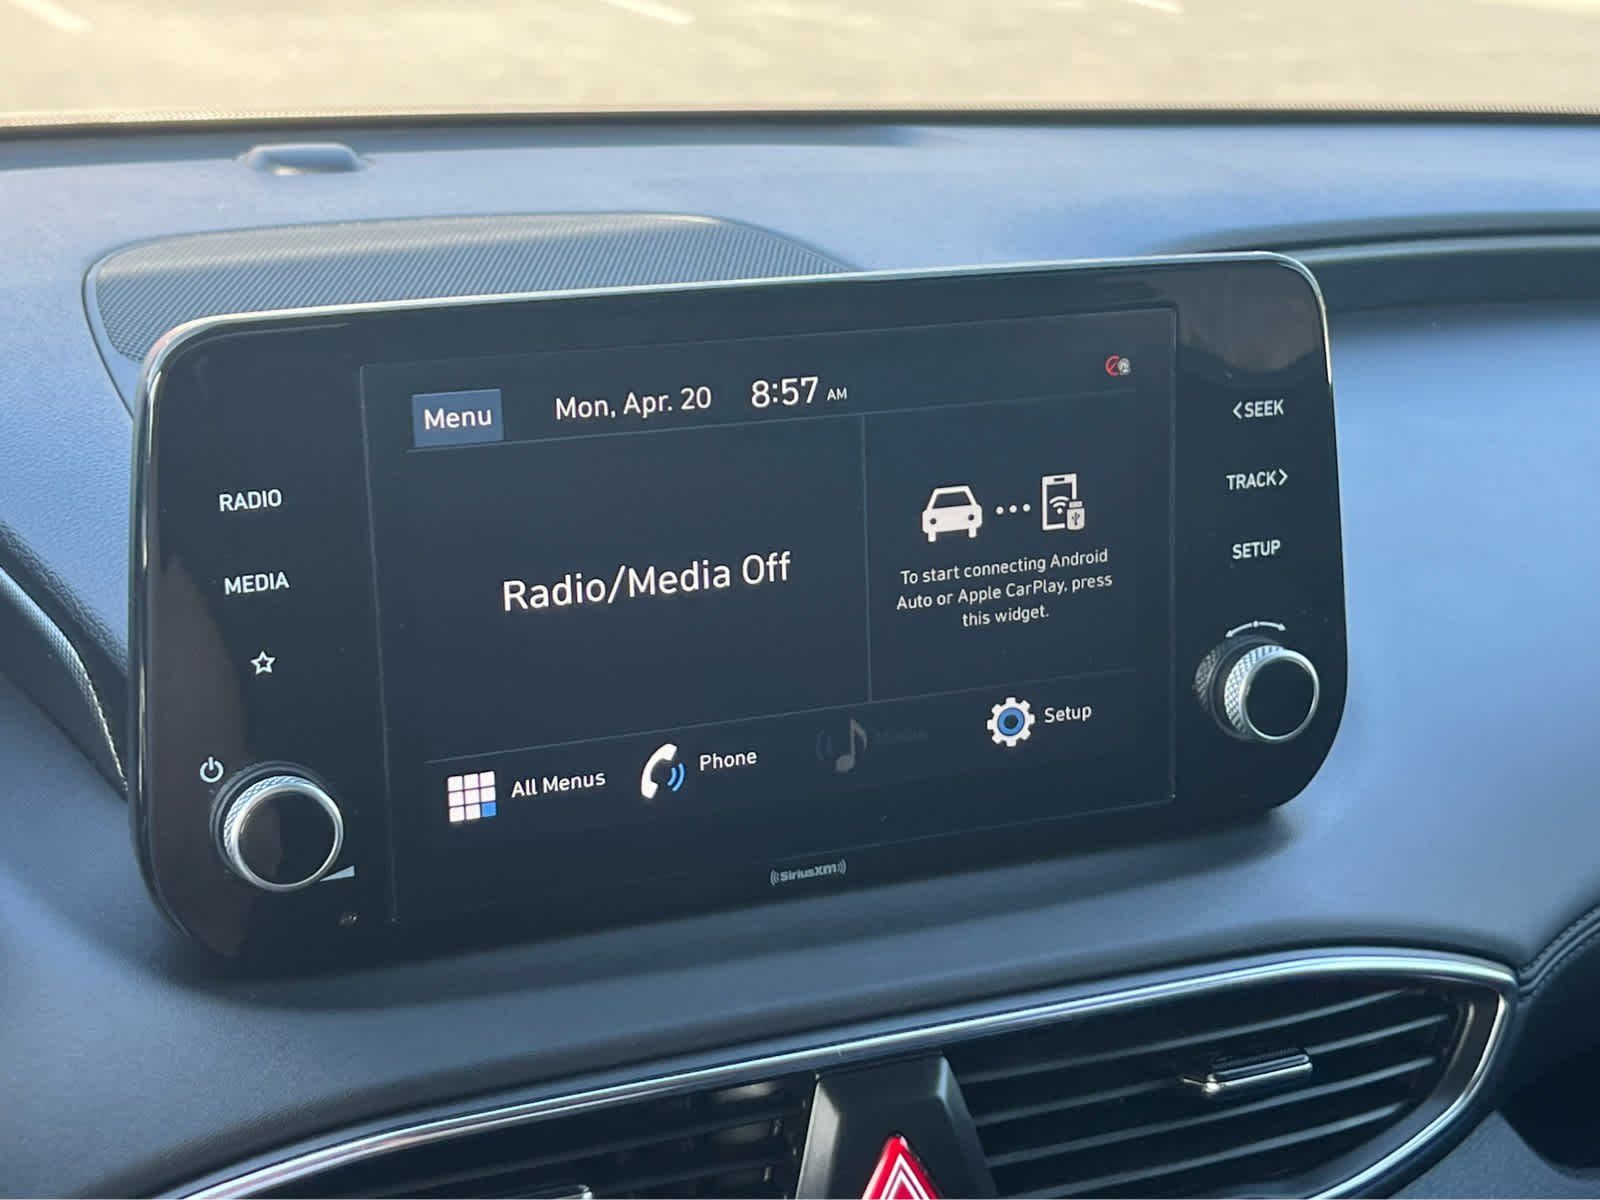 Menu
Mon, Apr. 20
8:57 AM
<SEEK
RADIO
TRACK>
MEDIA
Radio/Media Off
To start connecting Android
Auto or Apple CarPlay, press
this widget.
SETUP
All Menus
Phone
Media
Setup
SiriusXM